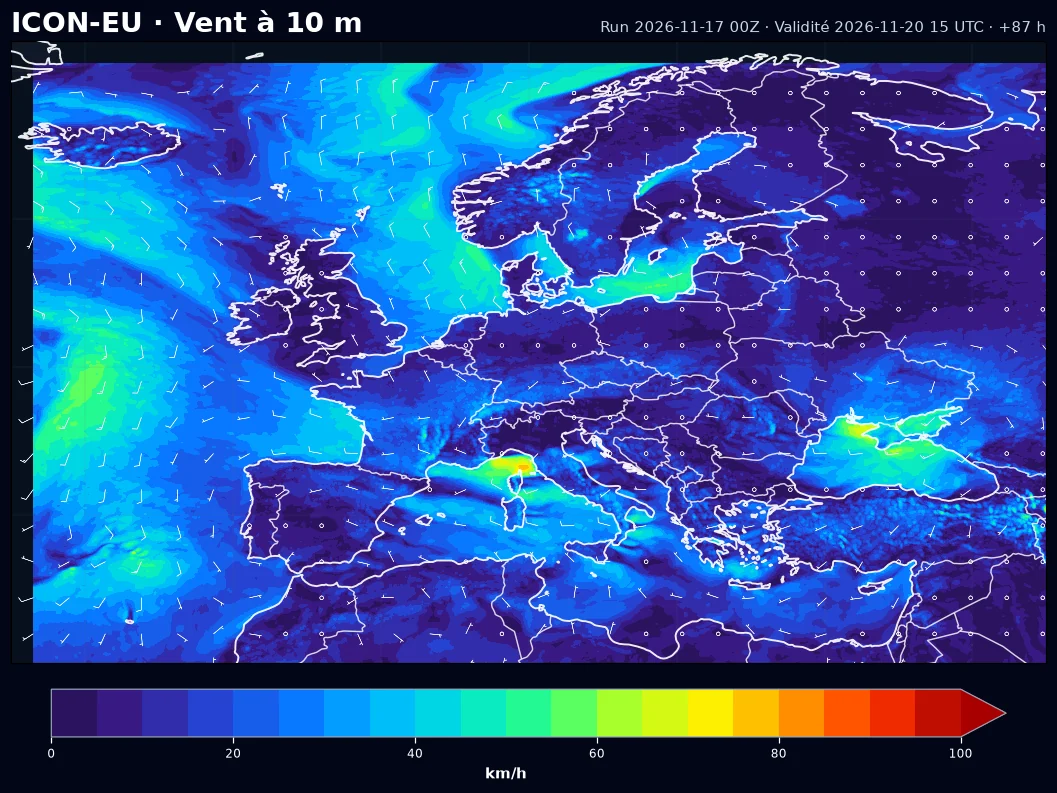 ICON-EU · Vent à 10 m
Run 2026-11-17 00Z · Validité 2026-11-20 15 UTC · +87 h
0 20 40 60 80 100
km/h